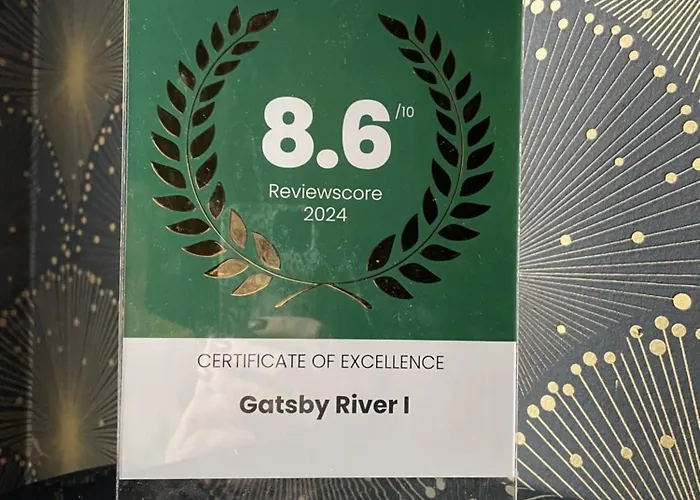 8.6/10
Reviewscore
2024
CERTIFICATE OF EXCELLENCE
Gatsby River I